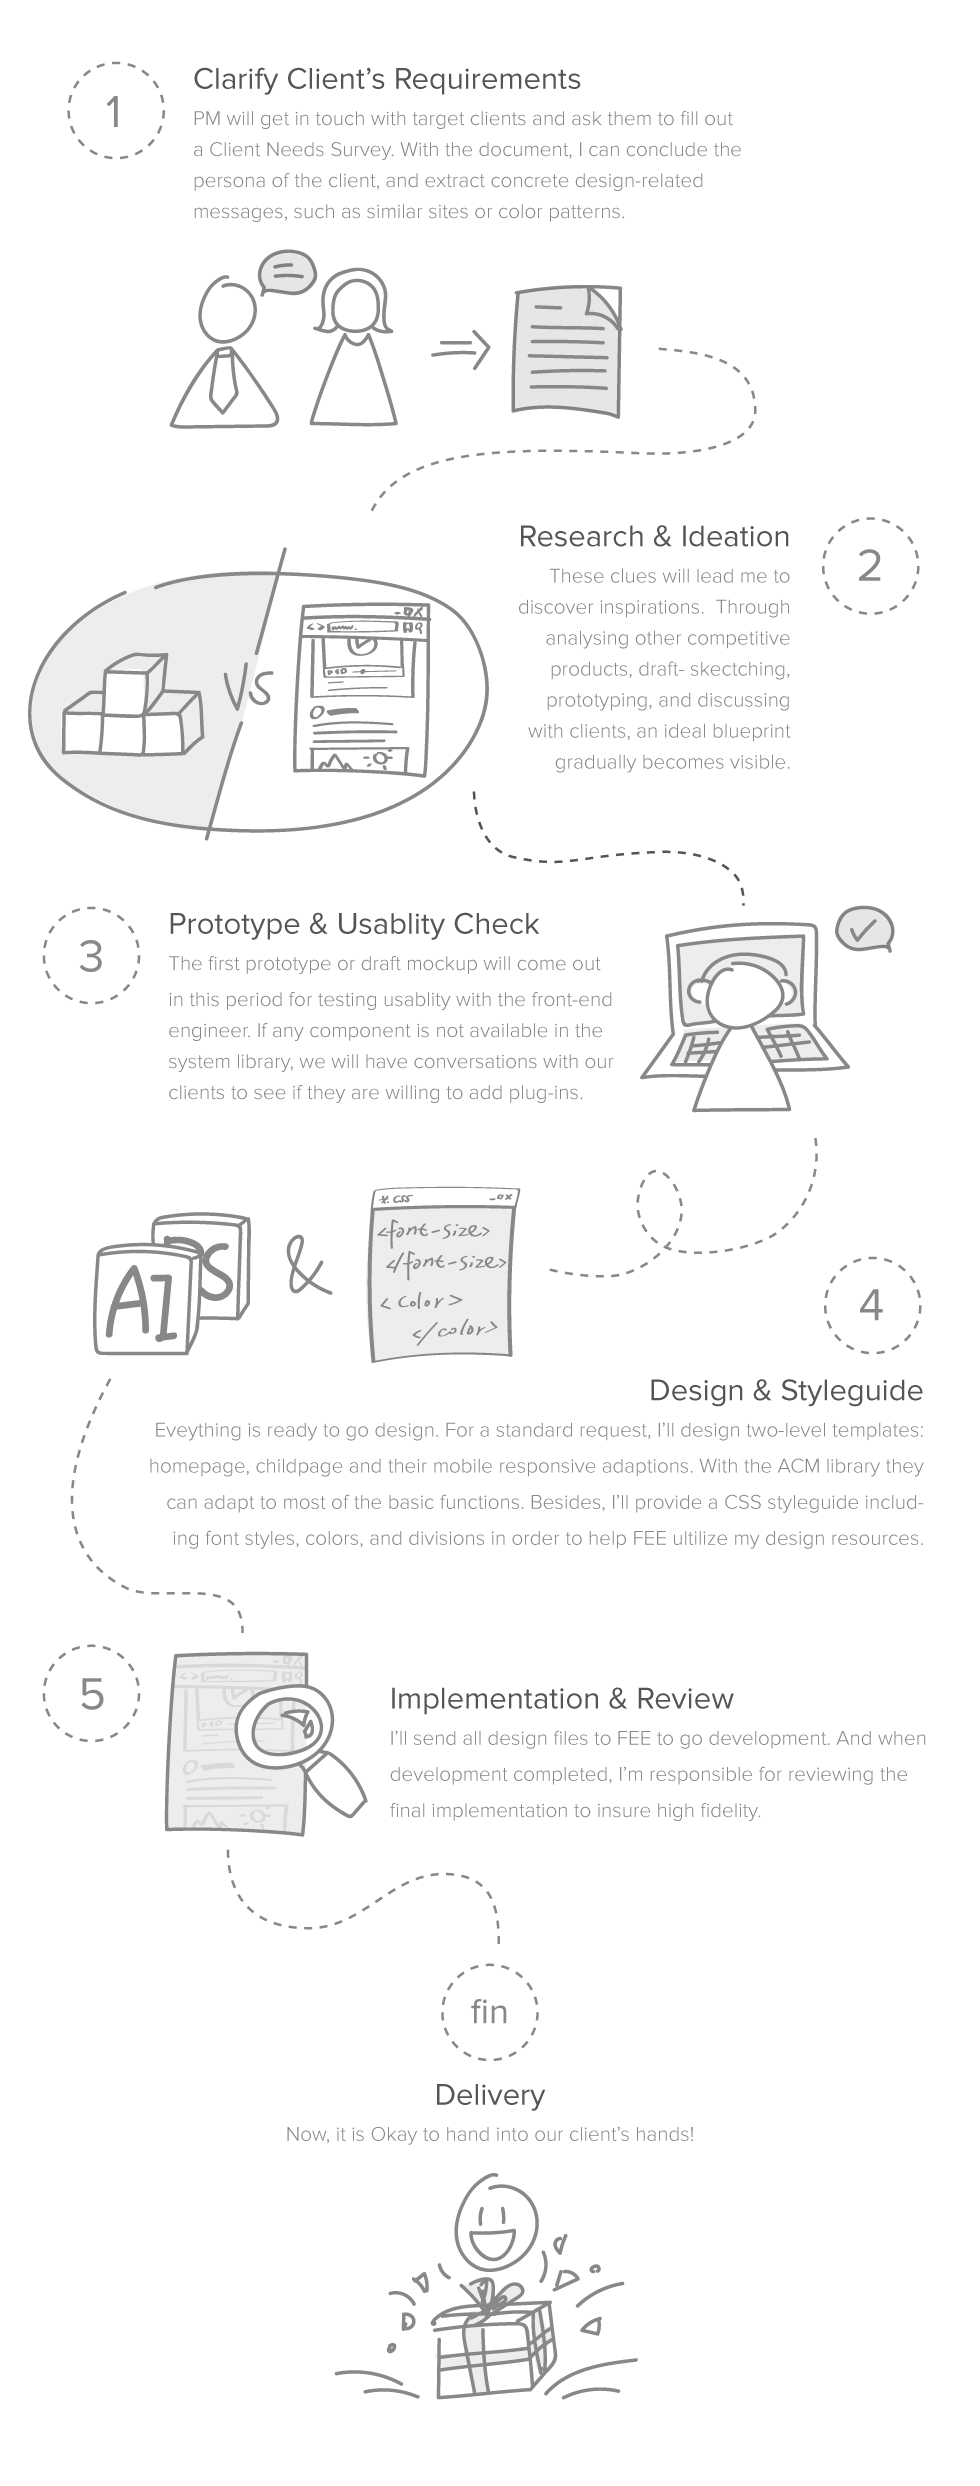 1
Clarify Client's Requirements
PM will get in touch with target clients and ask them to fill out
a Client Needs Survey. With the document, I can conclude the
persona of the client, and extract concrete design-related
messages, such as similar sites or color patterns.
Research & Ideation
2
These clues will lead me to
discover inspirations.  Through
analysing other competitive
products, draft- skectching,
prototyping, and discussing
with clients, an ideal blueprint
gradually becomes visible.
VS
<> www.
3
Prototype & Usablity Check
The first prototype or draft mockup will come out
in this period for testing usablity with the front-end
engineer. If any component is not available in the
system library, we will have conversations with our
clients to see if they are willing to add plug-ins.
AI PS & *.css
<font-size>
</font-size>
<color>
</color>
4
Design & Styleguide
Eveything is ready to go design. For a standard request, I'll design two-level templates:
homepage, childpage and their mobile responsive adaptions. With the ACM library they
can adapt to most of the basic functions. Besides, I'll provide a CSS styleguide includ-
ing font styles, colors, and divisions in order to help FEE ultilize my design resources.
5
Implementation & Review
I'll send all design files to FEE to go development. And when
development completed, I'm responsible for reviewing the
final implementation to insure high fidelity.
<> www.
fin
Delivery
Now, it is Okay to hand into our client's hands!